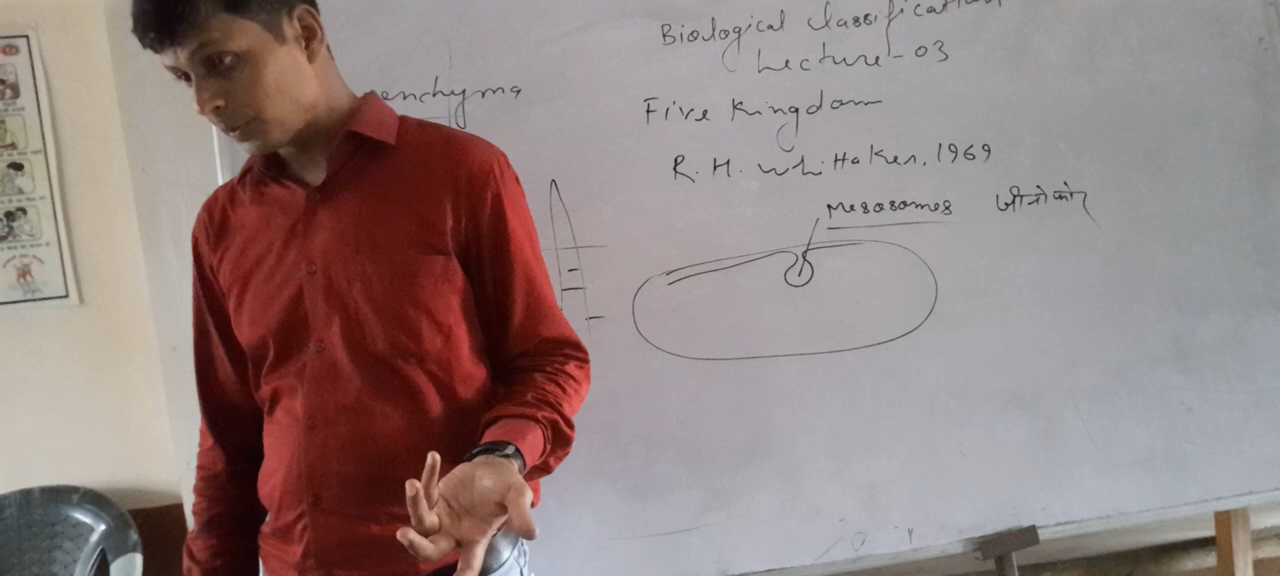 Biological classification
Lecture-03
enchyma
Five Kingdom
R. H. Whittaker. 1969
Mesosomes